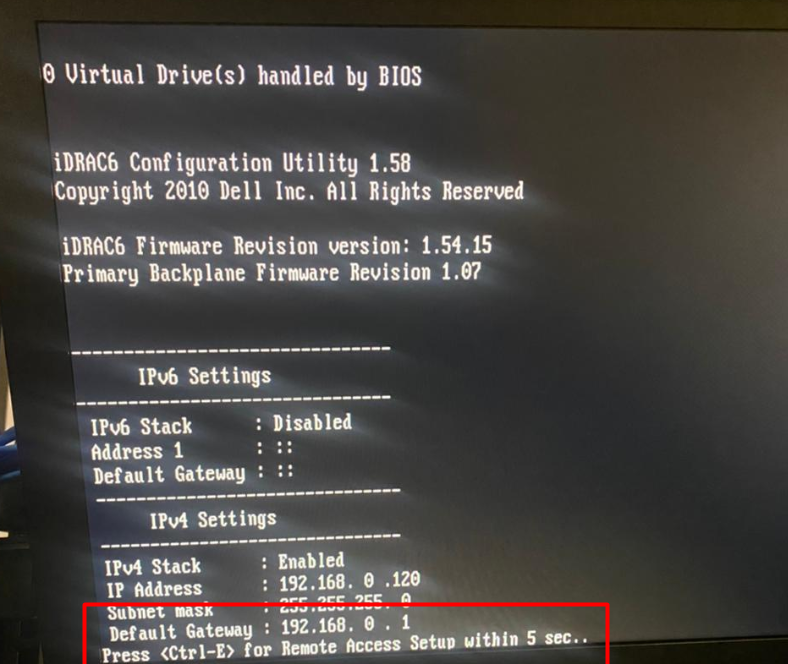 0 Virtual Drive(s) handled by BIOS
iDRAC6 Configuration Utility 1.58
Copyright 2010 Dell Inc. All Rights Reserved
iDRAC6 Firmware Revision version: 1.54.15
Primary Backplane Firmware Revision 1.07
------------------------------
IPv6 Settings
------------------------------
IPv6 Stack : Disabled
Address 1 : ::
Default Gateway : ::
------------------------------
IPv4 Settings
------------------------------
IPv4 Stack : Enabled
IP Address : 192.168. 0 .120
Subnet mask : 255.255.255. 0
Default Gateway : 192.168. 0 . 1
Press <Ctrl-E> for Remote Access Setup within 5 sec..